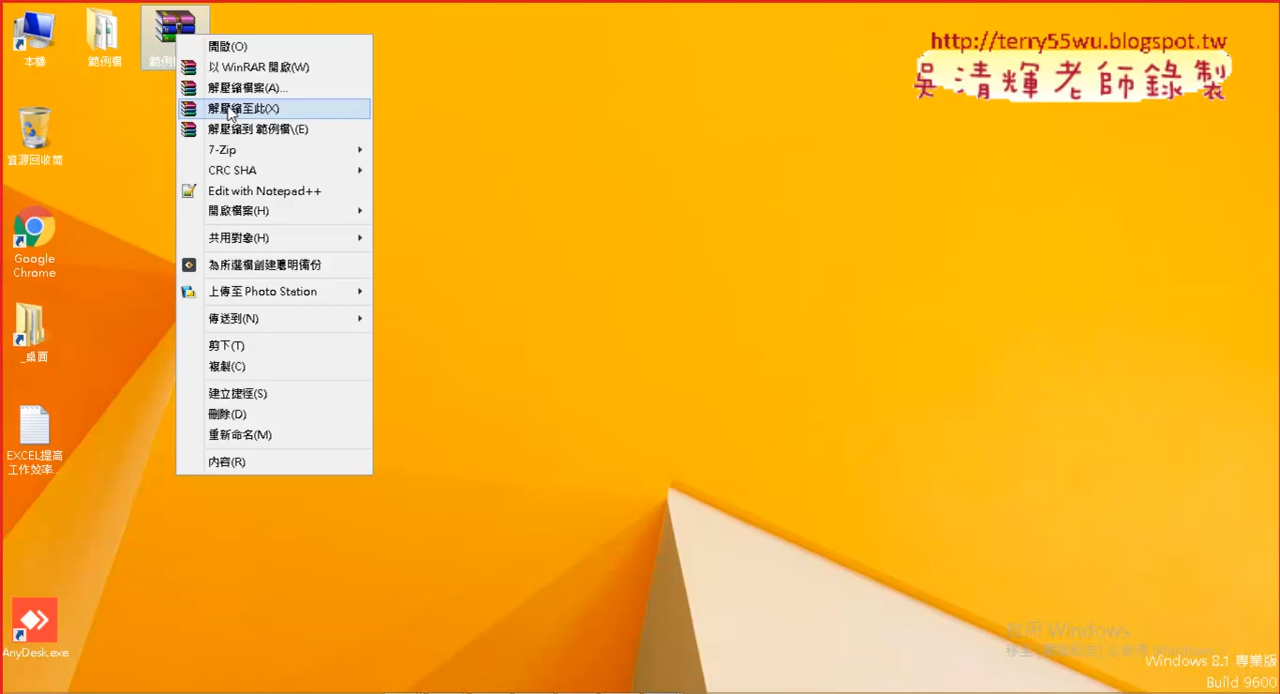 http://terry55wu.blogspot.tw
吳清輝老師錄製
本機
範例檔
資源回收筒
Google
Chrome
_桌面
EXCEL提高
工作效率...
AnyDesk.exe
開啟(O)
以 WinRAR 開啟(W)
解壓縮檔案(A)...
解壓縮至此(X)
解壓縮到 範例檔\(E)
7-Zip
CRC SHA
Edit with Notepad++
開啟檔案(H)
共用對象(H)
為所選檔創建聰明備份
上傳至 Photo Station
傳送到(N)
剪下(T)
複製(C)
建立捷徑(S)
刪除(D)
重新命名(M)
內容(R)
啟用 Windows
Windows 8.1 專業版
Build 9600